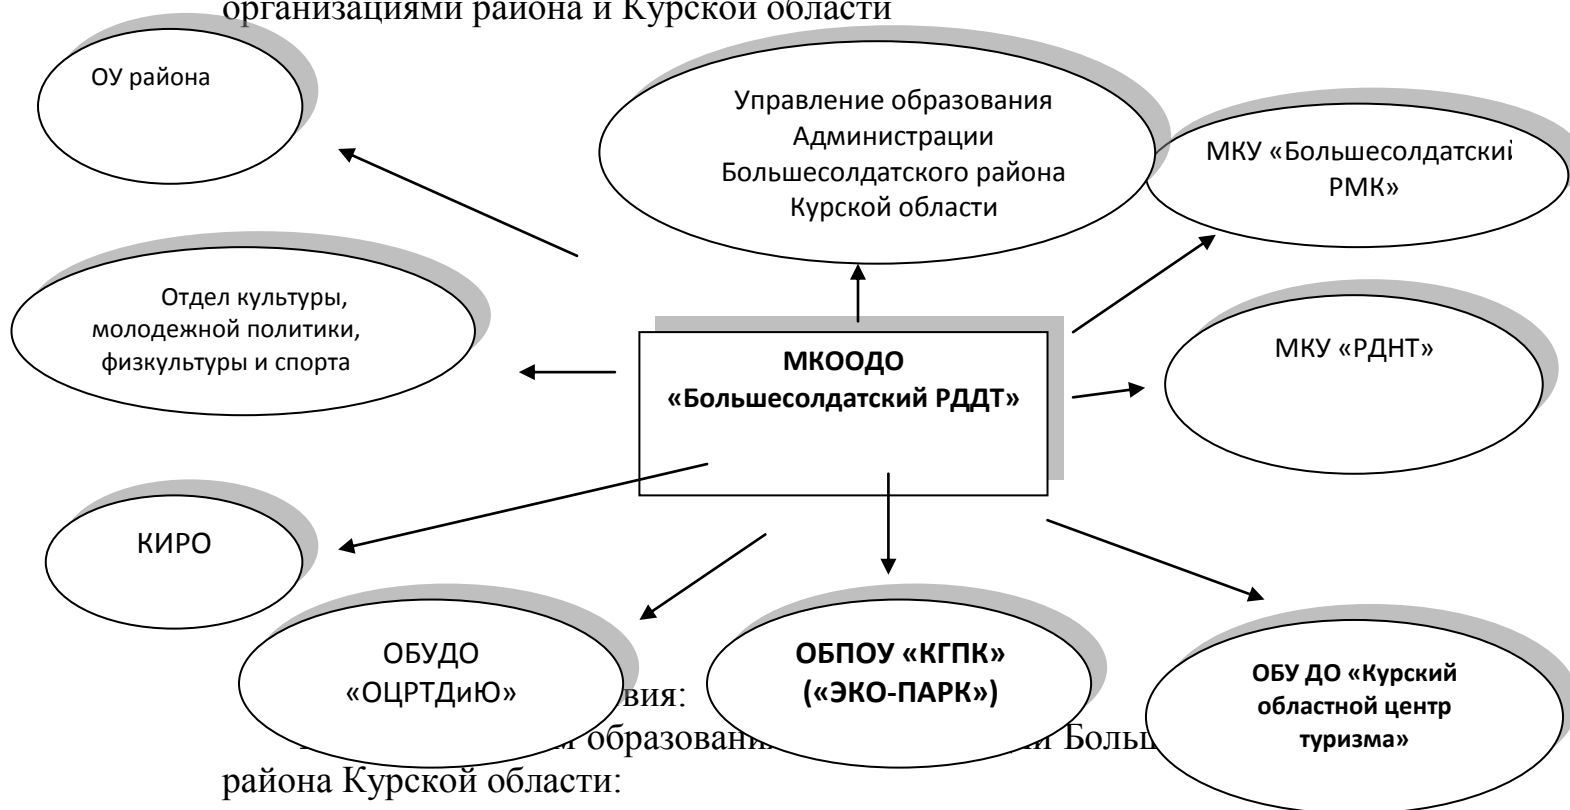 организациями района и Курской области
ОУ района
Управление образования
Администрации
Большесолдатского района
Курской области
МКУ «Большесолдатский
РМК»
Отдел культуры,
молодежной политики,
физкультуры и спорта
МКООДО
«Большесолдатский РДДТ»
МКУ «РДНТ»
КИРО
ОБУДО
«ОЦРТДиЮ»
ОБПОУ «КГПК»
(«ЭКО-ПАРК»)
ОБУ ДО «Курский
областной центр
туризма»
вия:
образовани Больш
района Курской области: